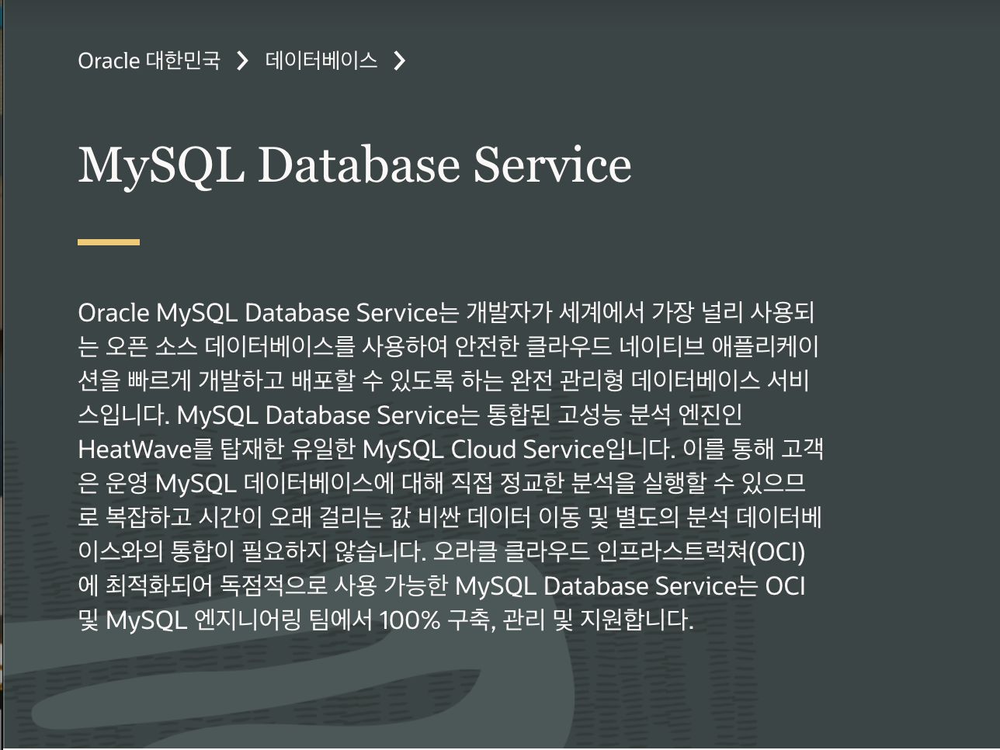 Oracle 대한민국 > 데이터베이스 >
MySQL Database Service
Oracle MySQL Database Service는 개발자가 세계에서 가장 널리 사용되
는 오픈 소스 데이터베이스를 사용하여 안전한 클라우드 네이티브 애플리케이
션을 빠르게 개발하고 배포할 수 있도록 하는 완전 관리형 데이터베이스 서비
스입니다. MySQL Database Service는 통합된 고성능 분석 엔진인
HeatWave를 탑재한 유일한 MySQL Cloud Service입니다. 이를 통해 고객
은 운영 MySQL 데이터베이스에 대해 직접 정교한 분석을 실행할 수 있으므
로 복잡하고 시간이 오래 걸리는 값 비싼 데이터 이동 및 별도의 분석 데이터베
이스와의 통합이 필요하지 않습니다. 오라클 클라우드 인프라스트럭쳐(OCI)
에 최적화되어 독점적으로 사용 가능한 MySQL Database Service는 OCI
및 MySQL 엔지니어링 팀에서 100% 구축, 관리 및 지원합니다.